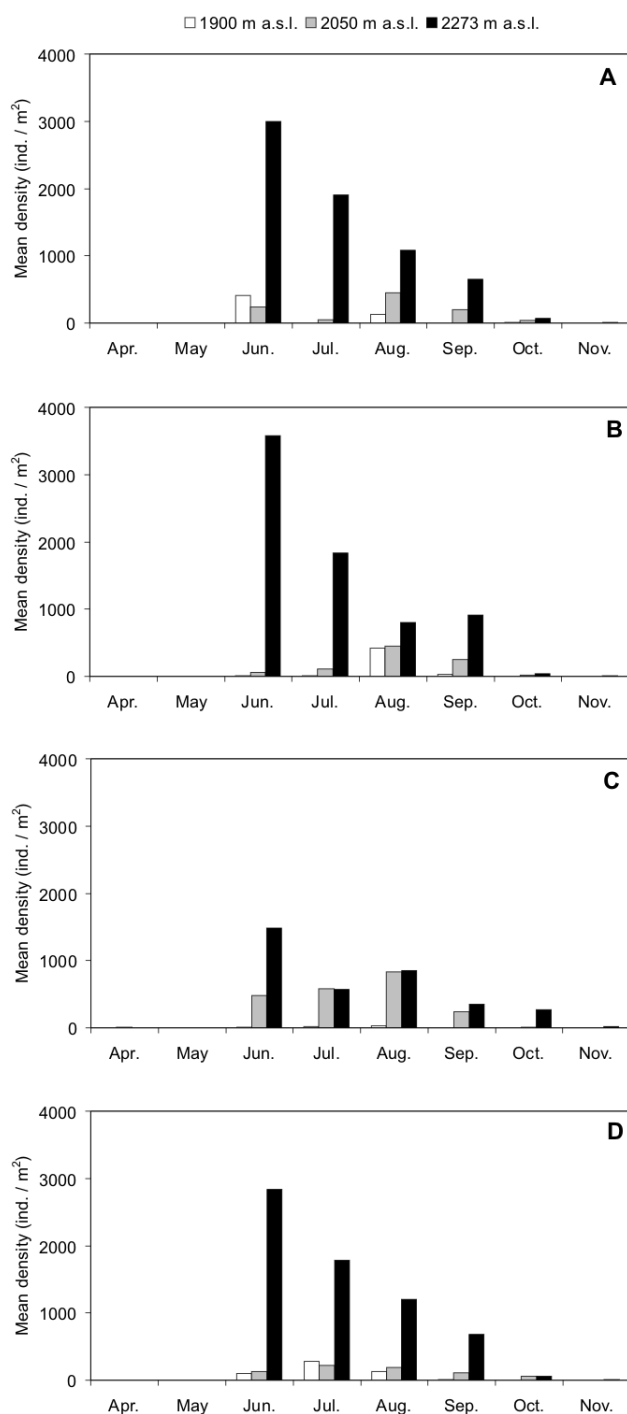 1900 m a.s.l. 2050 m a.s.l. 2273 m a.s.l.
A
Mean density (ind. / m²)
4000
3000
2000
1000
0
Apr. May Jun. Jul. Aug. Sep. Oct. Nov.
B
Mean density (ind. / m²)
4000
3000
2000
1000
0
Apr. May Jun. Jul. Aug. Sep. Oct. Nov.
C
Mean density (ind. / m²)
4000
3000
2000
1000
0
Apr. May Jun. Jul. Aug. Sep. Oct. Nov.
D
Mean density (ind. / m²)
4000
3000
2000
1000
0
Apr. May Jun. Jul. Aug. Sep. Oct. Nov.